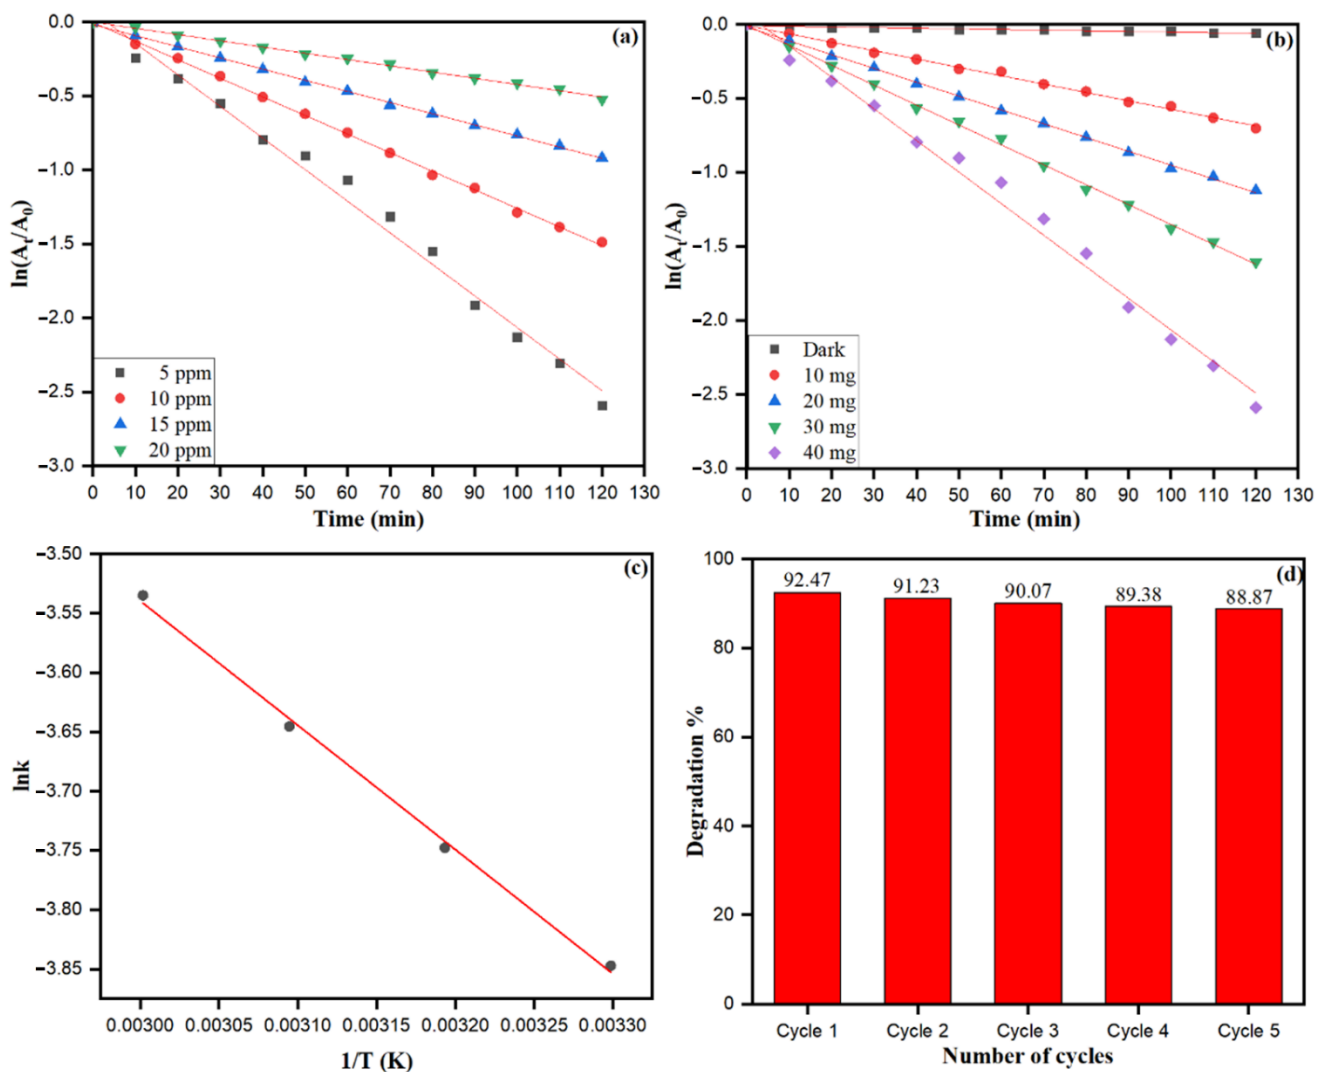 (a)
ln(At/A0)
0.0
−0.5
−1.0
−1.5
−2.0
−2.5
−3.0
5 ppm
10 ppm
15 ppm
20 ppm
0 10 20 30 40 50 60 70 80 90 100 110 120 130
Time (min)
(b)
ln(At/A0)
0.0
−0.5
−1.0
−1.5
−2.0
−2.5
−3.0
Dark
10 mg
20 mg
30 mg
40 mg
0 10 20 30 40 50 60 70 80 90 100 110 120 130
Time (min)
(c)
lnk
−3.50
−3.55
−3.60
−3.65
−3.70
−3.75
−3.80
−3.85
0.00300 0.00305 0.00310 0.00315 0.00320 0.00325 0.00330
1/T (K)
(d)
Degradation %
100
80
60
40
20
0
92.47 91.23 90.07 89.38 88.87
Cycle 1 Cycle 2 Cycle 3 Cycle 4 Cycle 5
Number of cycles